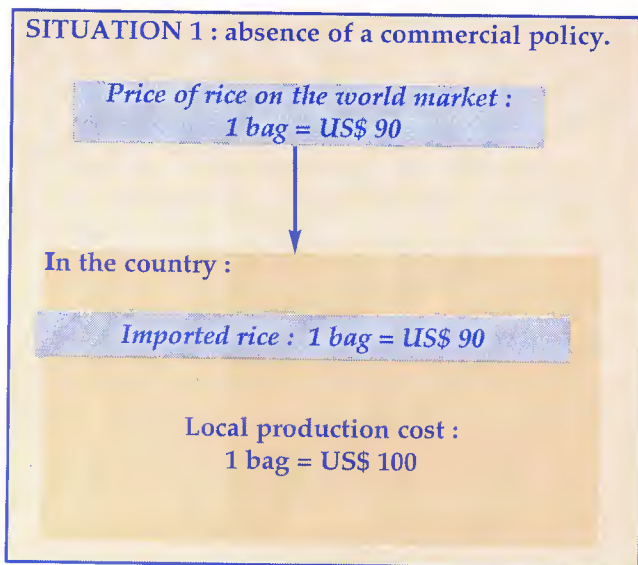 SITUATION 1 : absence of a commercial policy.
Price of rice on the world market :
1 bag = US$ 90
In the country :
Imported rice : 1 bag = US$ 90
Local production cost :
1 bag = US$ 100